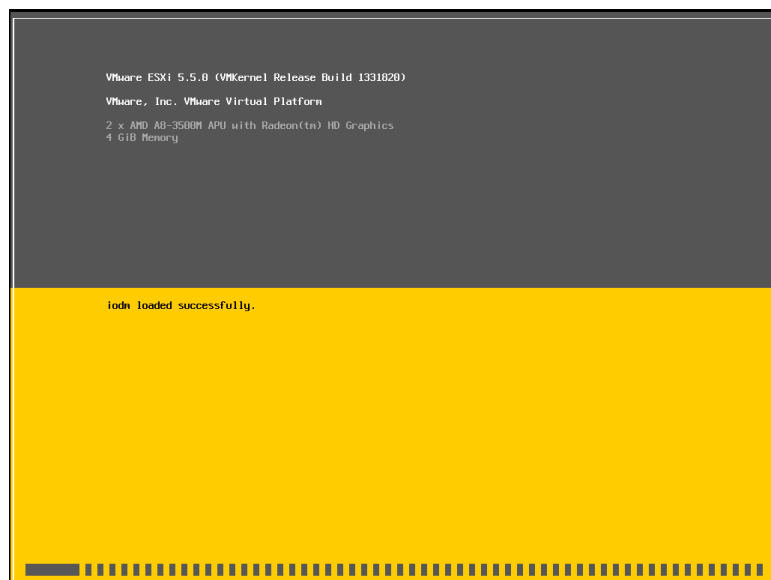 VMware ESXi 5.5.0 (VMKernel Release Build 1331820)
VMware, Inc. VMware Virtual Platform
2 x AMD A8-3500M APU with Radeon(tm) HD Graphics
4 GiB Memory
iodm loaded successfully.